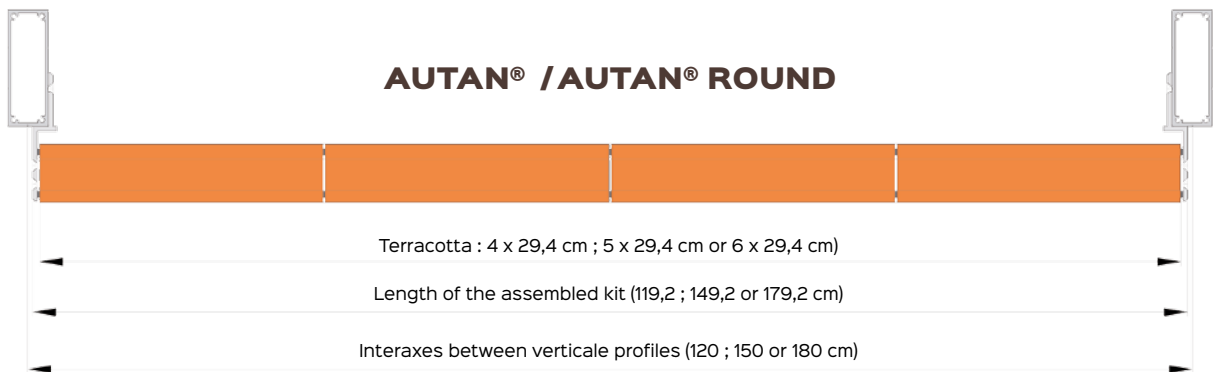 AUTAN® / AUTAN® ROUND
Terracotta : 4 x 29,4 cm ; 5 x 29,4 cm or 6 x 29,4 cm)
Length of the assembled kit (119,2 ; 149,2 or 179,2 cm)
Interaxes between verticale profiles (120 ; 150 or 180 cm)